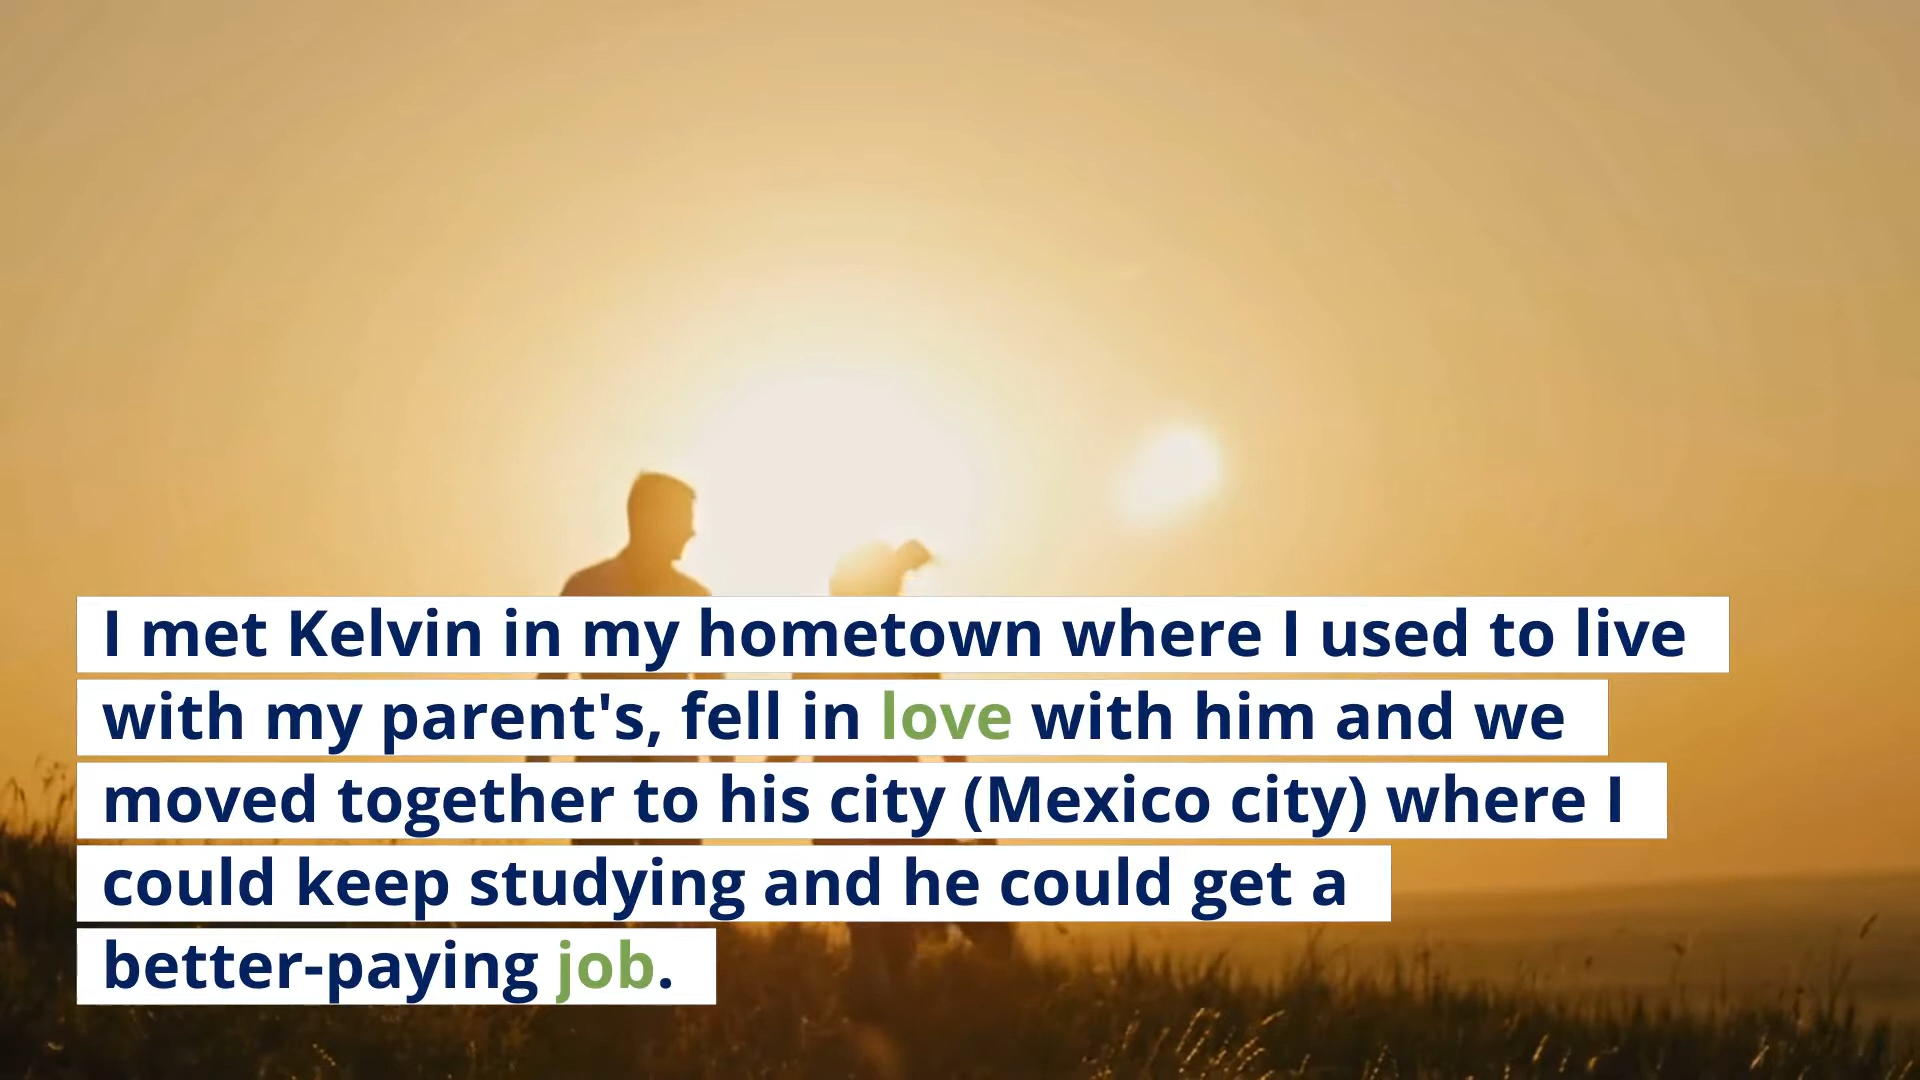 I met Kelvin in my hometown where I used to live
with my parent's, fell in love with him and we
moved together to his city (Mexico city) where I
could keep studying and he could get a
better-paying job.